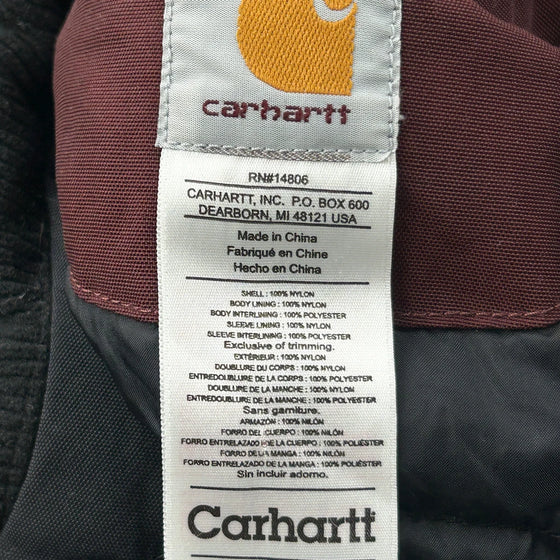 carhartt
RN#14806
CARHARTT, INC. P.O. BOX 600
DEARBORN, MI 48121 USA
Made in China
Fabriqué en Chine
Hecho en China
SHELL : 100% NYLON
BODY LINING : 100% NYLON
BODY INTERLINING : 100% POLYESTER
SLEEVE LINING : 100% NYLON
SLEEVE INTERLINING : 100% POLYESTER
Exclusive of trimming.
EXTÉRIEUR : 100% NYLON
DOUBLURE DU CORPS : 100% NYLON
ENTREDOUBLURE DE LA CORPS : 100% POLYESTER
DOUBLURE DE LA MANCHE : 100% NYLON
ENTREDOUBLURE DE LA MANCHE : 100% POLYESTER
Sans garniture.
ARMAZÓN : 100% NILÓN
FORRO DEL CUERPO : 100% NILÓN
FORRO ENTRELAZADO DEL CUERPO : 100% POLIÉSTER
FORRO DE LA MANGA : 100% NILÓN
FORRO ENTRELAZADO DE LA MANGA : 100% POLIÉSTER
Sin incluir adorno.
Carhartt